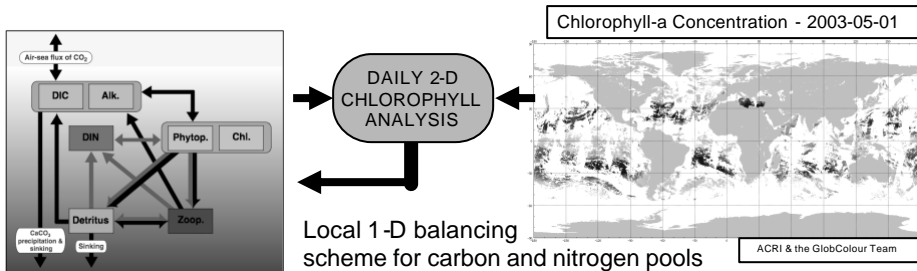 Air-sea flux of CO2
DIC
Alk.
DIN
Phytop.
Chl.
Detritus
Zoop.
CaCO3
precipitation &
sinking
Sinking
DAILY 2-D
CHLOROPHYLL
ANALYSIS
Local 1-D balancing
scheme for carbon and nitrogen pools
Chlorophyll-a Concentration - 2003-05-01
ACRI & the GlobColour Team